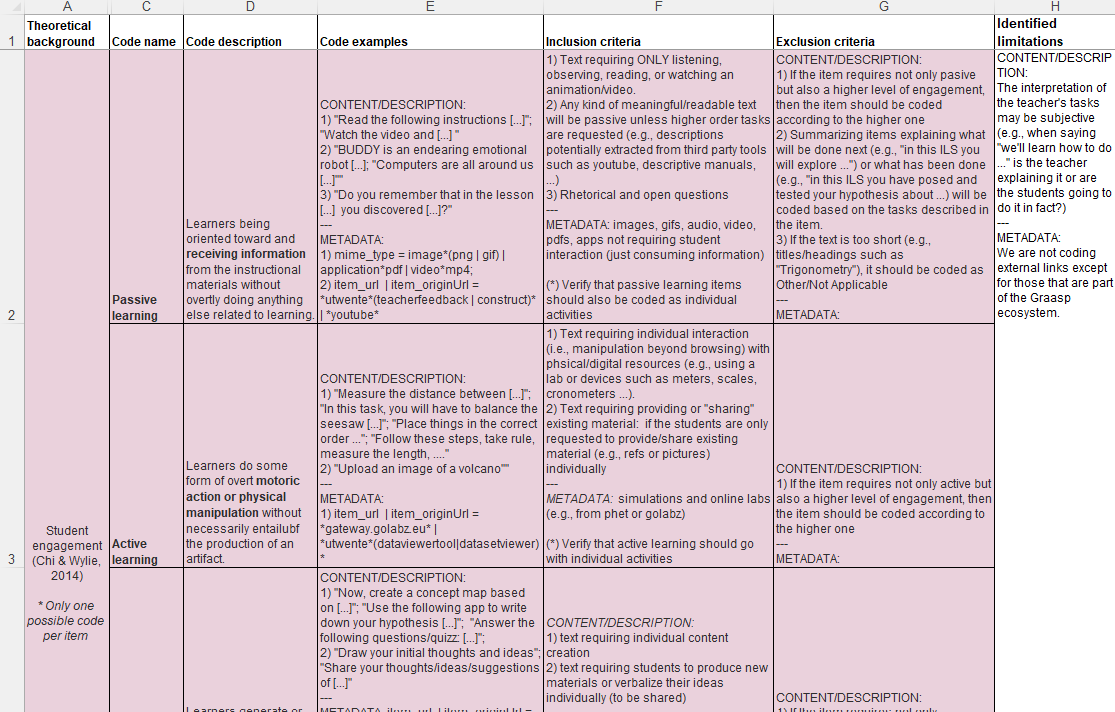 A C D E F G H
1
Theoretical
background
Code name
Code description
Code examples
Inclusion criteria
Exclusion criteria
Identified
limitations
2
Student
engagement
(Chi & Wylie,
2014)
* Only one
possible code
per item
Passive
learning
Learners being
oriented toward and
receiving information
from the instructional
materials without
overtly doing anything
else related to learning.
CONTENT/DESCRIPTION:
1) "Read the following instructions [...]";
"Watch the video and [...] "
2) "BUDDY is an endearing emotional
robot [...]; "Computers are all around us
[...]""
3) "Do you remember that in the lesson
[...] you discovered [...]?"
---
METADATA:
1) mime_type = image*(png | gif) |
application*pdf | video*mp4;
2) item_url | item_originUrl =
*utwente*(teacherfeedback | construct)*
| *youtube*
1) Text requiring ONLY listening,
observing, reading, or watching an
animation/video.
2) Any kind of meaningful/readable text
will be passive unless higher order tasks
are requested (e.g., descriptions
potentially extracted from third party tools
such as youtube, descriptive manuals,
...)
3) Rhetorical and open questions
---
METADATA: images, gifs, audio, video,
pdfs, apps not requiring student
interaction (just consuming information)
(*) Verify that passive learning items
should also be coded as individual
activities
CONTENT/DESCRIPTION:
1) If the item requires not only pasive
but also a higher level of engagement,
then the item should be coded
according to the higher one
2) Summarizing items explaining what
will be done next (e.g., "in this ILS you
will explore ...") or what has been done
(e.g., "in this ILS you have posed and
tested your hypothesis about ...) will be
coded based on the tasks described in
the item.
3) If the text is too short (e.g.,
titles/headings such as
"Trigonometry"), it should be coded as
Other/Not Applicable
---
METADATA:
CONTENT/DESCRIP
TION:
The interpretation of
the teacher's tasks
may be subjective
(e.g., when saying
"we'll learn how to do
..." is the teacher
explaining it or are
the students going to
do it in fact?)
---
METADATA:
We are not coding
external links except
for those that are part
of the Graasp
ecosystem.
3
Active
learning
Learners do some
form of overt motoric
action or physical
manipulation without
necessarily entailubf
the production of an
artifact.
CONTENT/DESCRIPTION:
1) "Measure the distance between [...]";
"In this task, you will have to balance the
seesaw [...]"; "Place things in the correct
order ..."; "Follow these steps, take rule,
measure the length, ...."
2) "Upload an image of a volcano""
---
METADATA:
1) item_url | item_originUrl =
*gateway.golabz.eu* |
*utwente*(dataviewertool|datasetviewer)
*
1) Text requiring individual interaction
(i.e., manipulation beyond browsing) with
phsical/digital resources (e.g., using a
lab or devices such as meters, scales,
cronometers ...).
2) Text requiring providing or "sharing"
existing material: if the students are only
requested to provide/share existing
material (e.g., refs or pictures)
individually
---
METADATA: simulations and online labs
(e.g., from phet or golabz)
(*) Verify that active learning should go
with individual activities
CONTENT/DESCRIPTION:
1) If the item requires not only active but
also a higher level of engagement, then
the item should be coded according to
the higher one
---
METADATA:
Learners generate or
CONTENT/DESCRIPTION:
1) "Now, create a concept map based
on [...]"; "Use the following app to write
down your hypothesis [...]"; "Answer the
following questions/quizz: [...]";
2) "Draw your initial thoughts and ideas";
"Share your thoughts/ideas/suggestions
of [...]"
---
METADATA: item_url | item_originUrl =
CONTENT/DESCRIPTION:
1) text requiring individual content
creation
2) text requiring students to produce new
materials or verbalize their ideas
individually (to be shared)
CONTENT/DESCRIPTION:
1) If the item requires not only